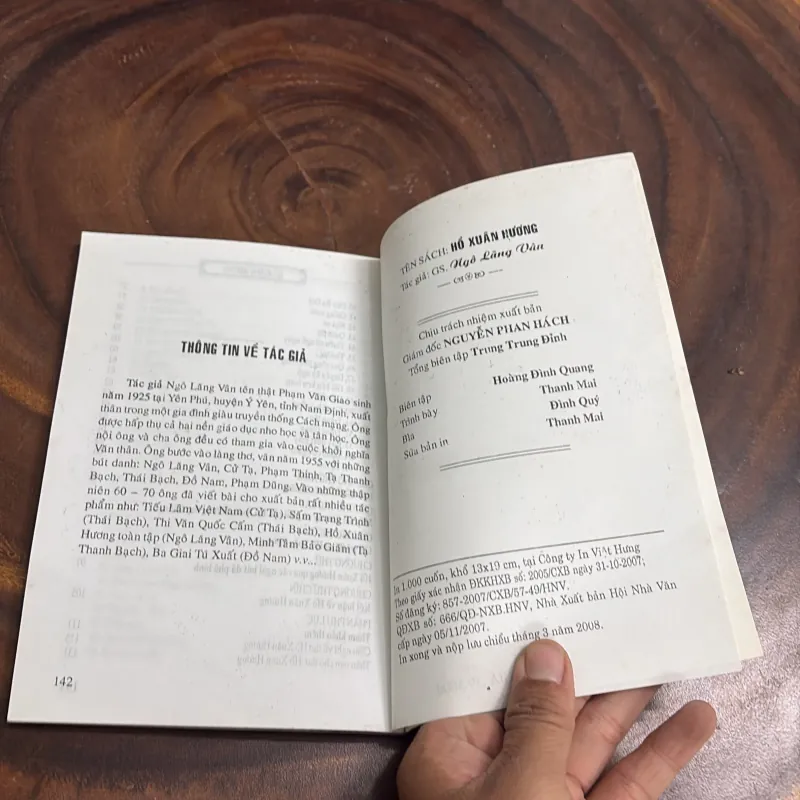 THÔNG TIN VỀ TÁC GIẢ
Tác giả Ngô Lăng Vân tên thật Phạm Văn Giao sinh
năm 1925 tại Yên Phú, huyện Ý Yên, tỉnh Nam Định, xuất
thân trong một gia đình giàu truyền thống Cách mạng. Ông
được hấp thụ cả hai nền giáo dục nho học và tân học. Ông
nội ông và cha ông đều có tham gia vào cuộc khởi nghĩa
Văn thân. Ông bước vào làng thơ, văn năm 1955 với những
bút danh: Ngô Lăng Vân, Cử Tạ, Phạm Thinh, Tạ Thanh
Bạch, Thái Bạch, Đồ Nam, Phạm Dũng. Vào những thập
niên 60 – 70 ông đã viết bài cho xuất bản rất nhiều tác
phẩm như: Tiếu Lâm Việt Nam (Cử Tạ), Sấm Trạng Trình
(Thái Bạch), Thi Văn Quốc Cấm (Thái Bạch), Hồ Xuân
Hương toàn tập (Ngô Lăng Vân), Minh Tâm Bảo Giám (Tạ
Thanh Bạch), Ba Giai Tú Xuất (Đồ Nam) v.v...
142
TÊN SÁCH: HỒ XUÂN HƯƠNG
Tác giả: GS. Ngô Lăng Vân
Chịu trách nhiệm xuất bản
Giám đốc NGUYỄN PHAN HÁCH
Tổng biên tập Trung Trung Đỉnh
Biên tập Hoàng Đình Quang
Trình bày Thanh Mai
Bìa Đình Quý
Sửa bản in Thanh Mai
In 1.000 cuốn, khổ 13x19 cm, tại Công ty In Việt Hưng
Theo giấy xác nhận ĐKKHXB số: 2005/CXB ngày 31-10-2007;
Số đăng ký: 857-2007/CXB/57-49/HNV.
QĐXB số: 666/QĐ-NXB.HNV, Nhà Xuất bản Hội Nhà Văn
cấp ngày 05/11/2007.
In xong và nộp lưu chiểu tháng 3 năm 2008.